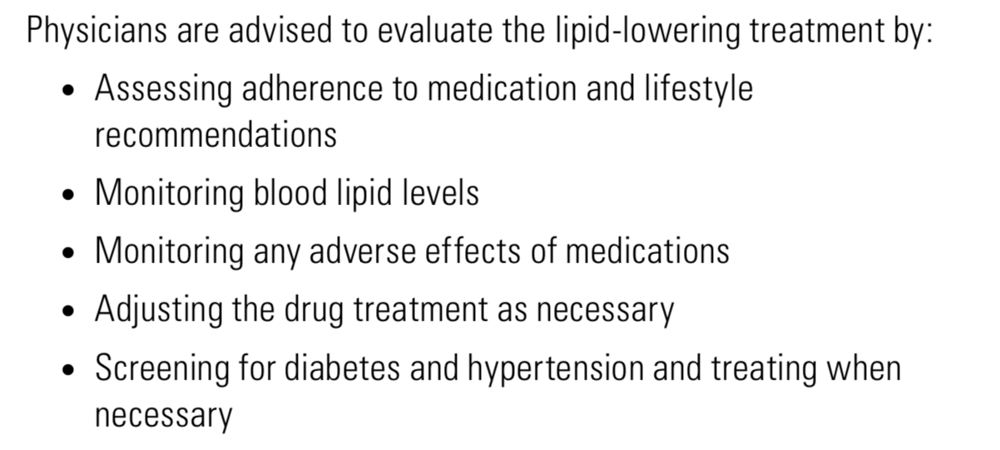 Physicians are advised to evaluate the lipid-lowering treatment by:
• Assessing adherence to medication and lifestyle
recommendations
• Monitoring blood lipid levels
• Monitoring any adverse effects of medications
• Adjusting the drug treatment as necessary
• Screening for diabetes and hypertension and treating when
necessary